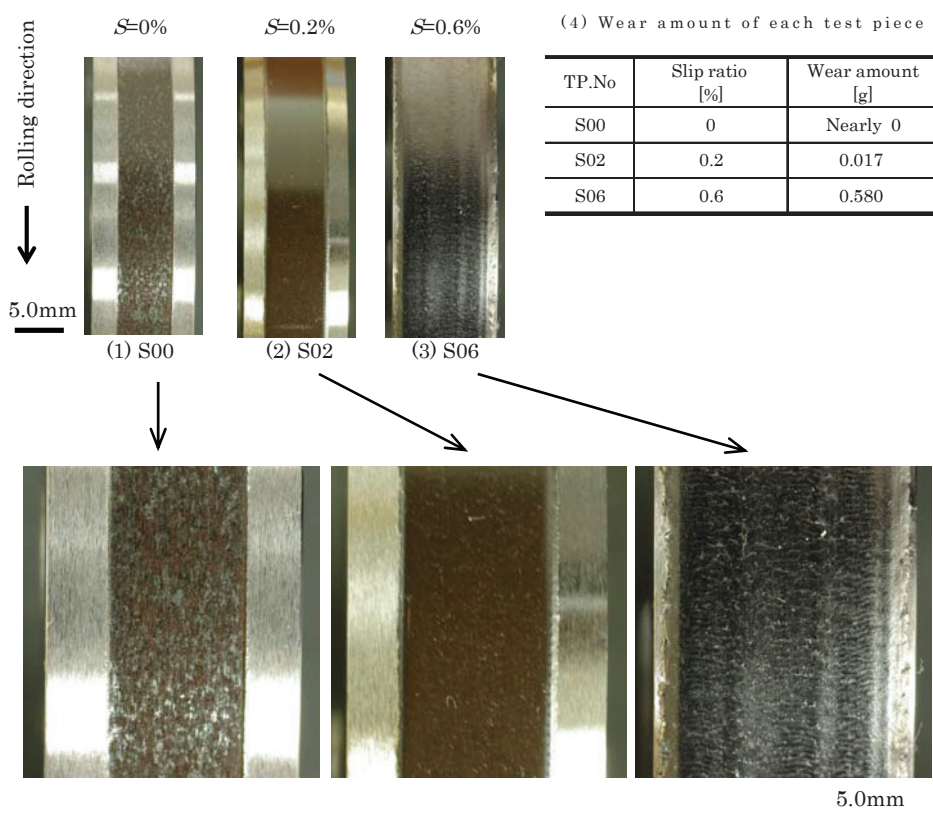 S=0%
S=0.2%
S=0.6%
Rolling direction
5.0mm
(1) S00
(2) S02
(3) S06
(4) Wear amount of each test piece
TP.No
Slip ratio
[%]
Wear amount
[g]
S00
0
Nearly 0
S02
0.2
0.017
S06
0.6
0.580
5.0mm